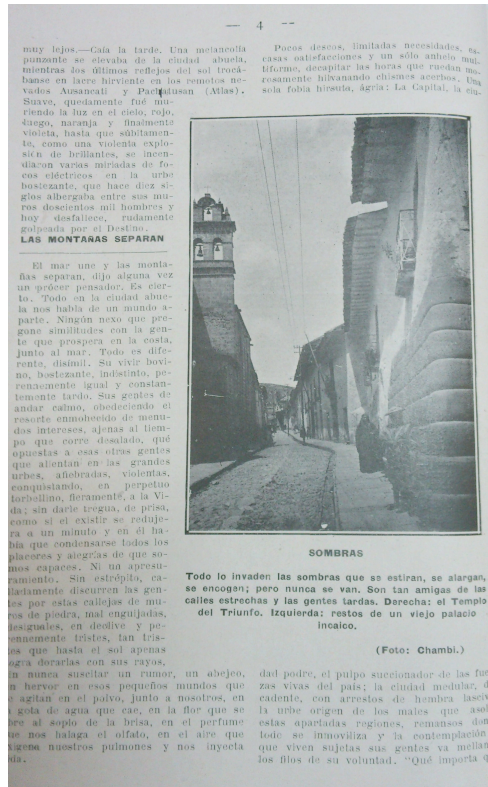 — 4 —
muy lejos.—Caía la tarde. Una melancolía
punzante se elevaba de la ciudad abuela,
mientras los últimos reflejos del sol trocá-
banse en lacre hirviente en los remotos ne-
vados Ausancati y Pachatusan (Atlas).
Suave, quedamente fué mu-
riendo la luz en el cielo; rojo,
luego, naranja y finalmente
violeta, hasta que súbitamen-
te, como una violenta explo-
sión de brillantes, se incen-
diaron varias miriadas de fo-
cos eléctricos en la urbe
bostezante, que hace diez si-
glos albergaba entre sus mu-
ros doscientos mil hombres y
hoy desfallece, rudamente
golpeada por el Destino.
LAS MONTAÑAS SEPARAN
El mar une y las monta-
ñas separan, dijo alguna vez
un prócer pensador. Es cier-
to. Todo en la ciudad abue-
la nos habla de un mundo a-
parte. Ningún nexo que pre-
gone similitudes con la gen-
te que prospera en la costa,
junto al mar. Todo es dife-
rente, disímil. Su vivir bovi-
no, bostezante, indistinto, pe-
rennemente igual y constan-
temente tardo. Sus gentes de
andar calmo, obedeciendo el
resorte enmohecido de menu-
dos intereses, ajenas al tiem-
po que corre desalado, qué
opuestas a esas otras gentes
que alientan en las grandes
urbes, afiebradas, violentas,
conquistando, en perpetuo
torbellino, fieramente, a la Vi-
da; sin darle tregua, de prisa,
como si el existir se reduje-
ra a un minuto y en él ha-
bía que condensarse todos los
placeres y alegrías de que so-
mos capaces. Ni un apresu-
ramiento. Sin estrépito, ca-
lladamente discurren las gen-
tes por estas callejas de mu-
ros de piedra, mal enguijadas,
desiguales, en declive y pe-
rennemente tristes, tan tris-
tes que hasta el sol apenas
logra dorarlas con sus rayos,
sin nunca suscitar un rumor, un abejeo,
un hervor en esos pequeños mundos que
se agitan en el polvo, junto a nosotros, en
gota de agua que cae, en la flor que se
bre al soplo de la brisa, en el perfume
que nos halaga el olfato, en el aire que
oxigena nuestros pulmones y nos inyecta
ida.
Pocos deseos, limitadas necesidades, es-
casas satisfacciones y un sólo anhelo mul-
tiforme, decapitar las horas que ruedan mo-
rosamente hilvanando chismes acerbos. Una
sola fobia hirsuta, ágria: La Capital, la ciu-
SOMBRAS
Todo lo invaden las sombras que se estiran, se alargan,
se encogen; pero nunca se van. Son tan amigas de las
calles estrechas y las gentes tardas. Derecha: el Templo
del Triunfo. Izquierda: restos de un viejo palacio
incaico.
(Foto: Chambi.)
dad podre, el pulpo succionador de las fuer
zas vivas del país; la ciudad medular, d
cadente, con arrestos de hembra lasciv
la urbe origen de los males que asol
estas apartadas regiones, remansos don
todo se inmoviliza y la contemplación
que viven sujetas sus gentes va mellan
los filos de su voluntad. "Qué importa q